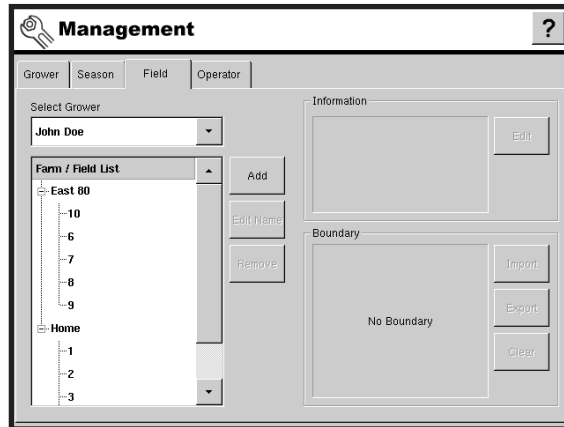 Management
?
Grower Season Field Operator
Select Grower
John Doe
Farm / Field List
East 80
10
6
7
8
9
Home
1
2
3
Add
Edit Name
Remove
Information
Edit
Boundary
No Boundary
Import
Export
Clear